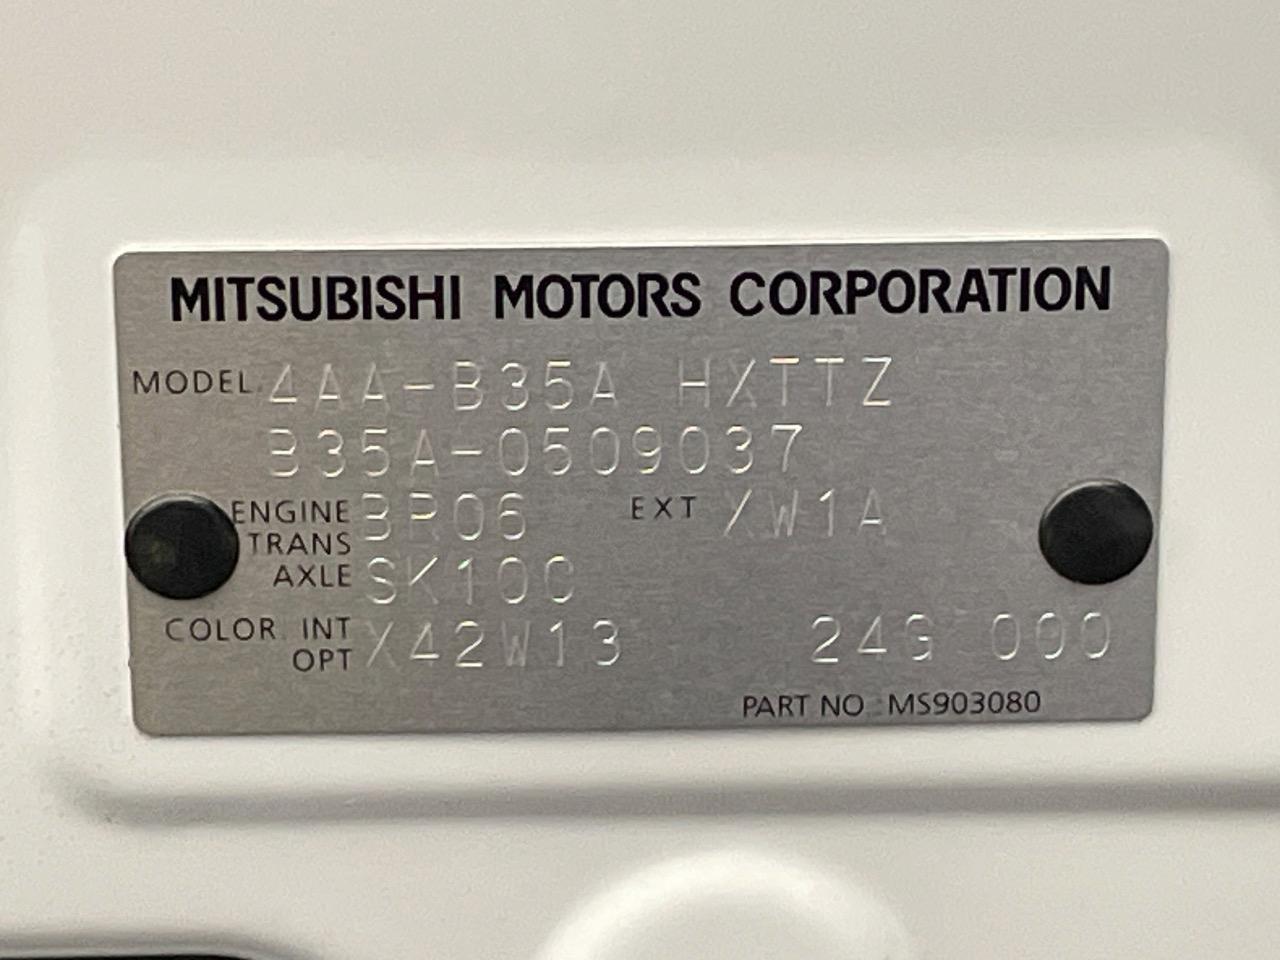 MITSUBISHI MOTORS CORPORATION
MODEL 4AA-B35A HXTTZ
B35A-0509037
ENGINE BR06 EXT XW1A
TRANS
AXLE SK10C
COLOR INT X42W13 24G 000
OPT
PART NO MS903080